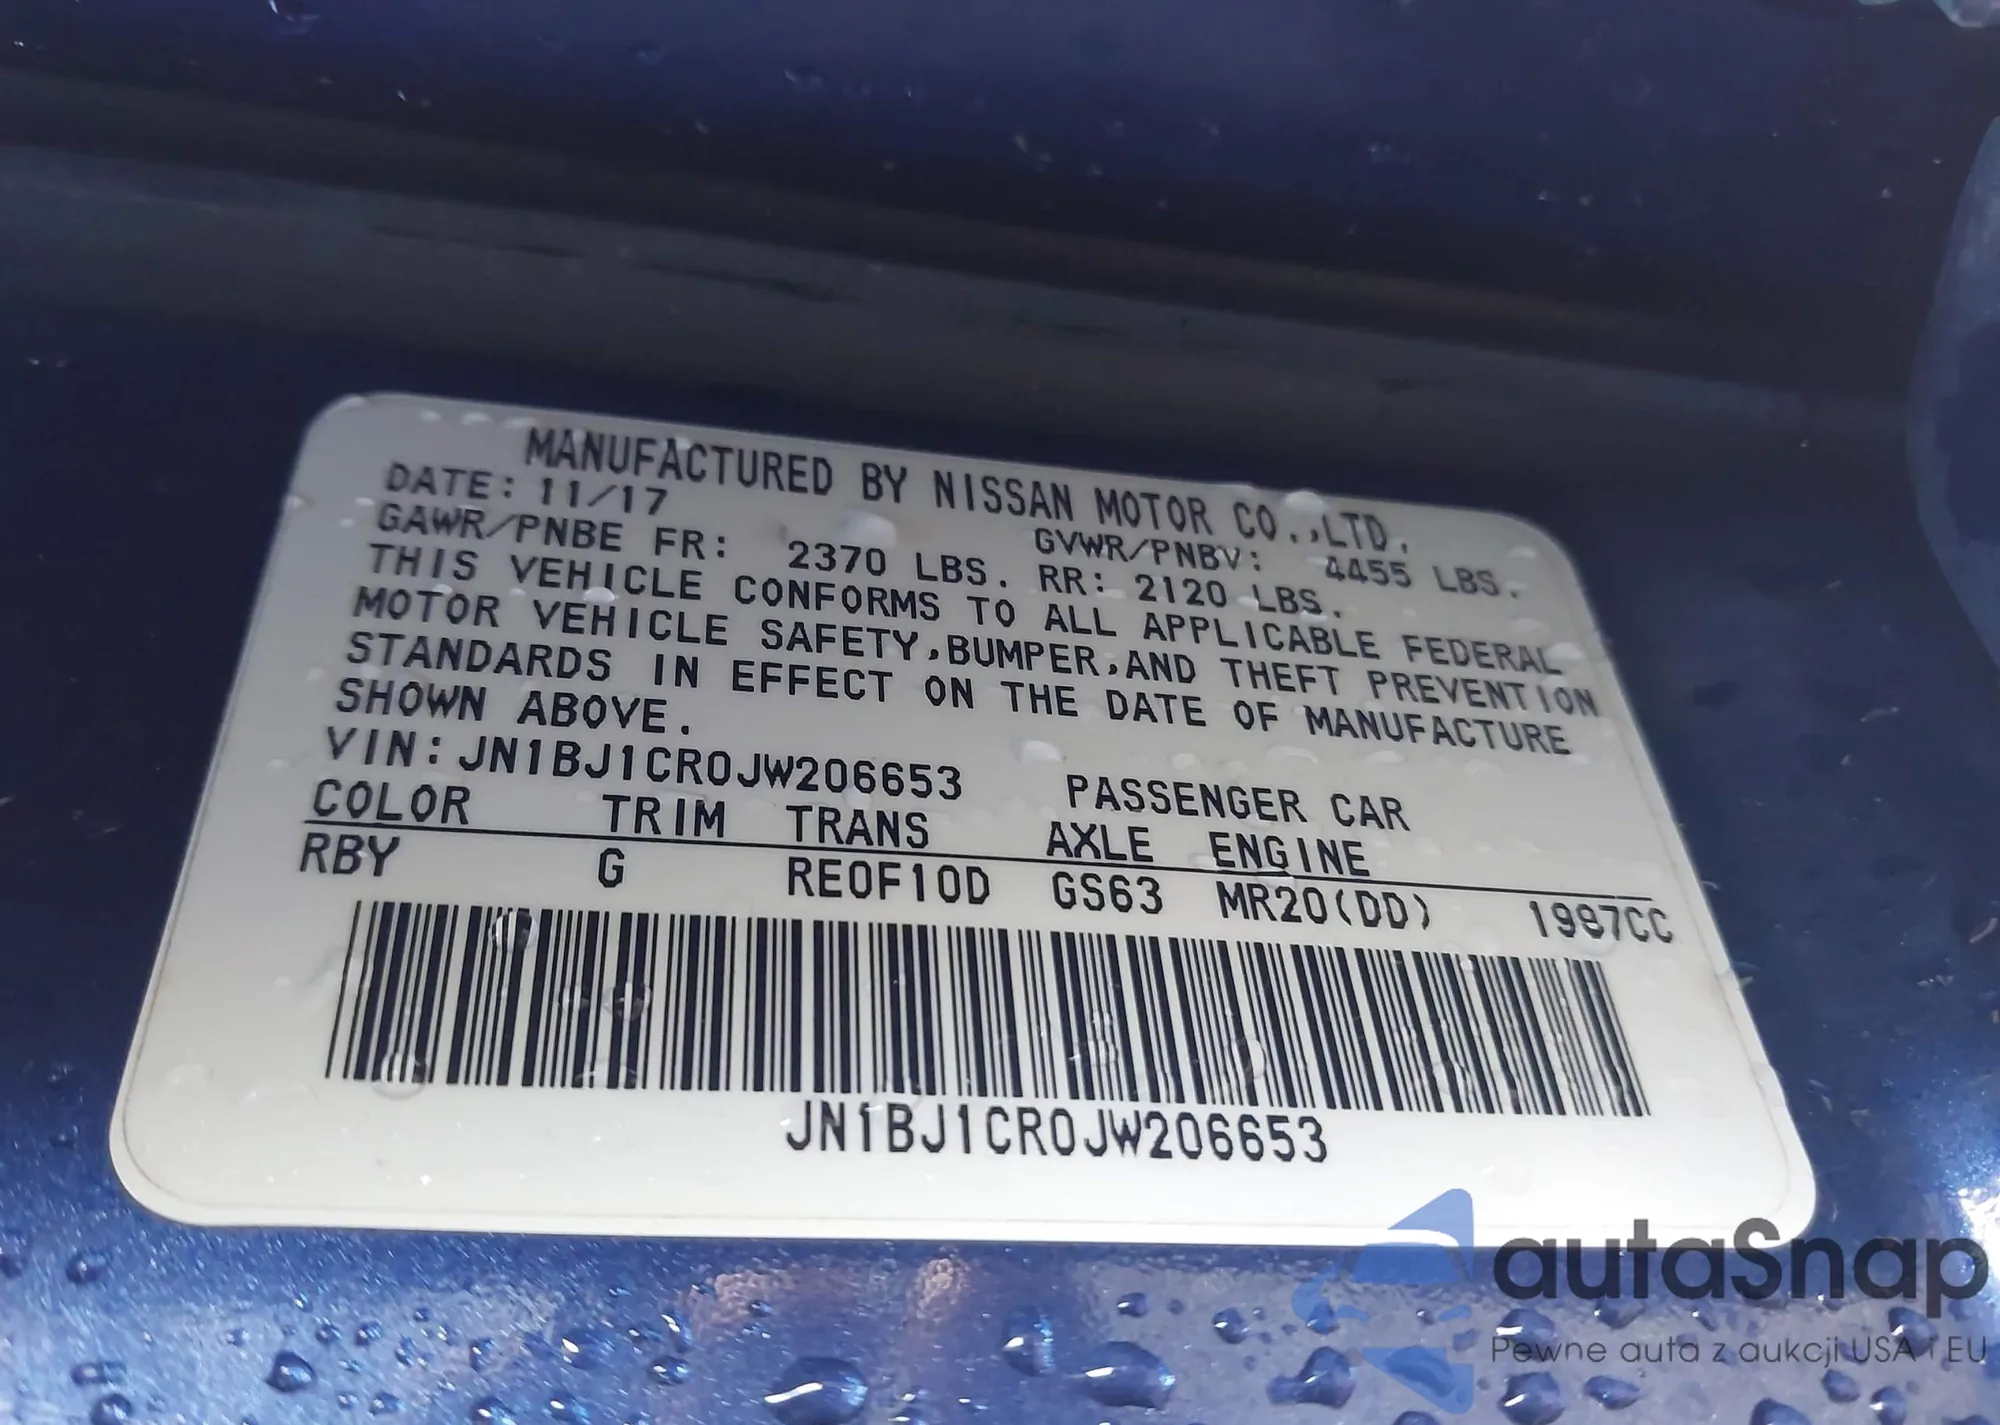 MANUFACTURED BY NISSAN MOTOR CO.,LTD.
DATE: 11/17 GVWR/PNBV: 4455 LBS.
GAWR/PNBE FR: 2370 LBS. RR: 2120 LBS.
THIS VEHICLE CONFORMS TO ALL APPLICABLE FEDERAL
MOTOR VEHICLE SAFETY,BUMPER,AND THEFT PREVENTION
STANDARDS IN EFFECT ON THE DATE OF MANUFACTURE
SHOWN ABOVE.
VIN:JN1BJ1CR0JW206653 PASSENGER CAR
COLOR TRIM TRANS AXLE ENGINE
RBY G RE0F10D GS63 MR20(DD) 1987CC
JN1BJ1CR0JW206653
autaSnap
Pewne auta z aukcji USA i EU